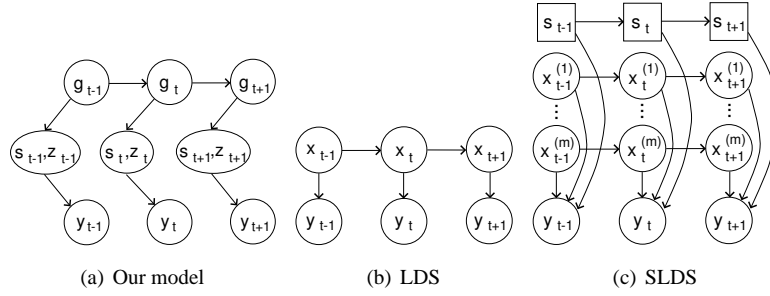 g t-1 g t g t+1
s t-1,z t-1 s t,z t s t+1,z t+1
y t-1 y t y t+1
(a) Our model
x t-1 x t x t+1
y t-1 y t y t+1
(b) LDS
s t-1 s t s t+1
x t-1 (1) x t (1) x t+1 (1)
... ... ...
x t-1 (m) x t (m) x t+1 (m)
y t-1 y t y t+1
(c) SLDS